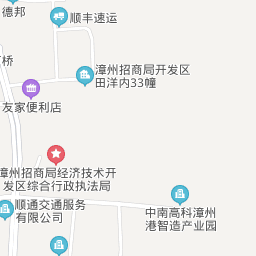 德邦
顺丰速运
桥
漳州招商局开发区
田洋内33幢
友家便利店
漳州招商局经济技术开
发区综合行政执法局
顺通交通服务
有限公司
中南高科漳州
港智造产业园